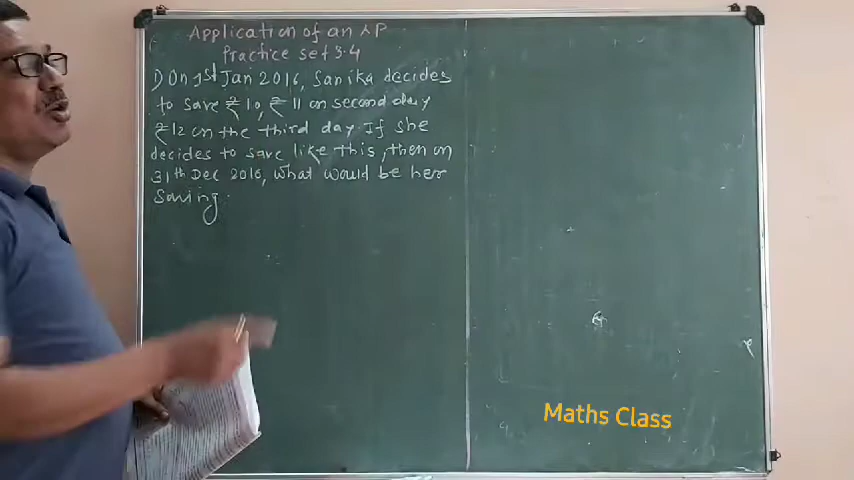 Application of an AP
Practice set 3.4
1) On 1st Jan 2016, Sanika decides
to save ₹ 10, ₹ 11 on second day
₹12 on the third day. If she
decides to save like this, then on
31th Dec 2016, what would be her
Saving
Maths Class